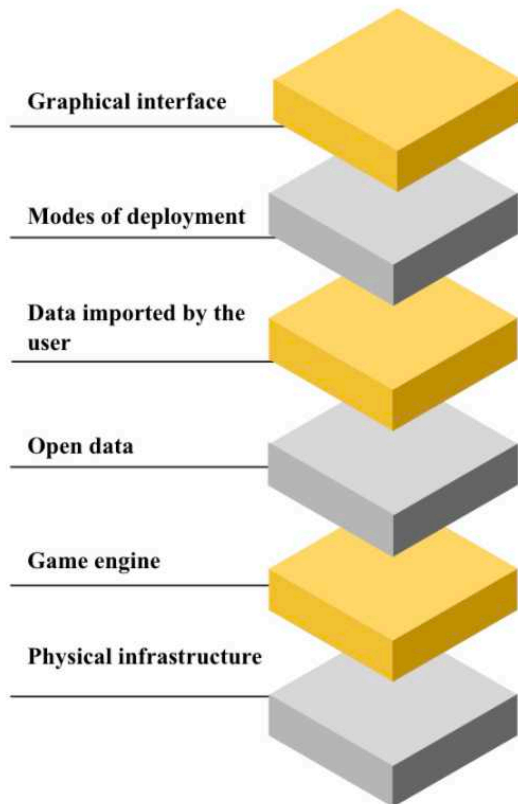 Graphical interface
Modes of deployment
Data imported by the
user
Open data
Game engine
Physical infrastructure